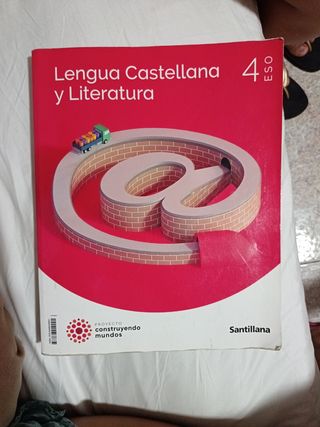 Lengua Castellana
y Literatura
4
ESO
PROYECTO
construyendo
mundos
Santillana